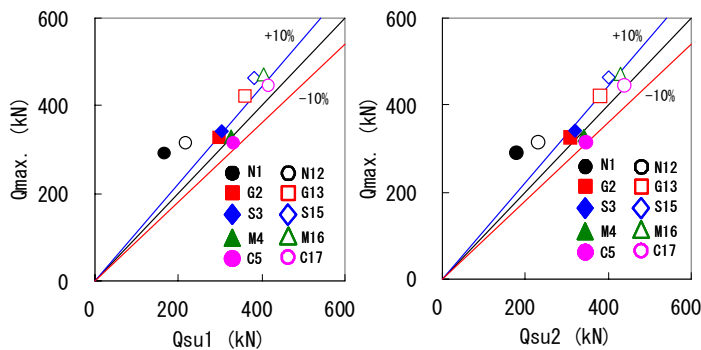 600
400
200
0
0
200
400
600
Qmax. (kN)
Qsu1 (kN)
+10%
-10%
N1
N12
G2
G13
S3
S15
M4
M16
C5
C17
600
400
200
0
0
200
400
600
Qmax. (kN)
Qsu2 (kN)
+10%
-10%
N1
N12
G2
G13
S3
S15
M4
M16
C5
C17